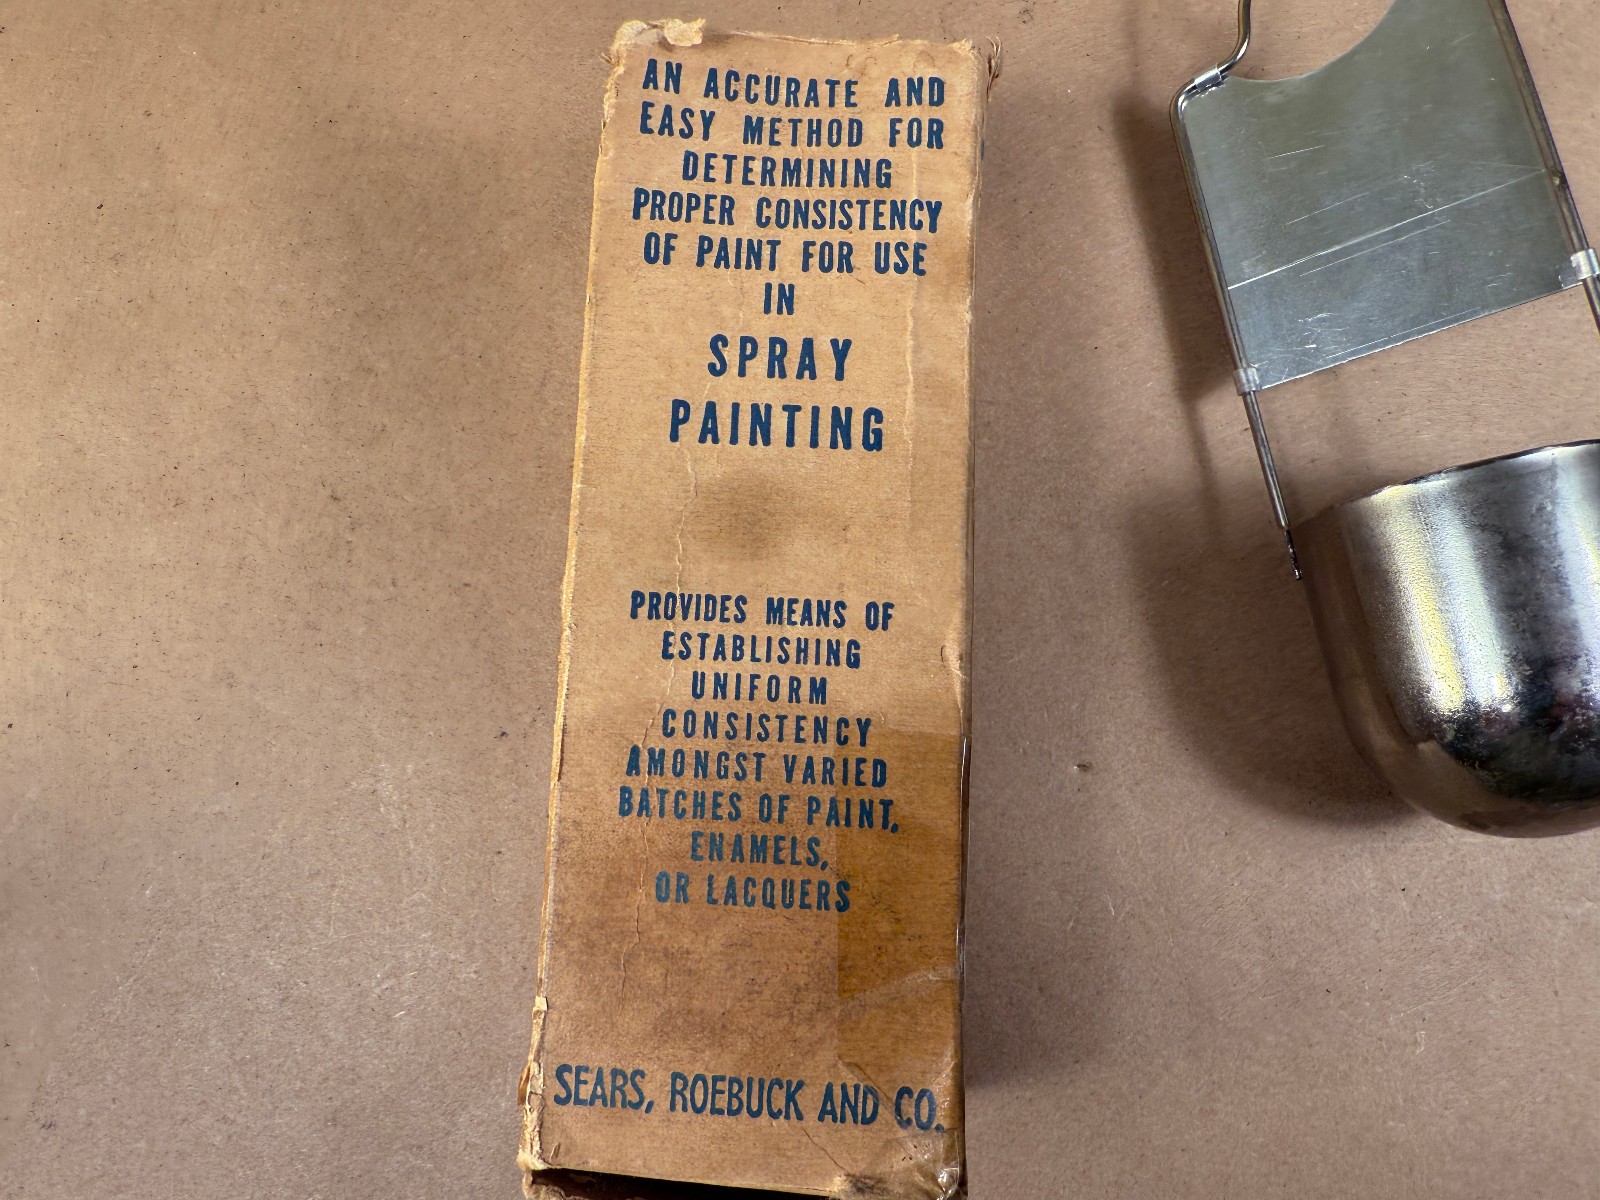 AN ACCURATE AND
EASY METHOD FOR
DETERMINING
PROPER CONSISTENCY
OF PAINT FOR USE
IN
SPRAY
PAINTING
PROVIDES MEANS OF
ESTABLISHING
UNIFORM
CONSISTENCY
AMONGST VARIED
BATCHES OF PAINT,
ENAMELS,
OR LACQUERS
SEARS, ROEBUCK AND CO.